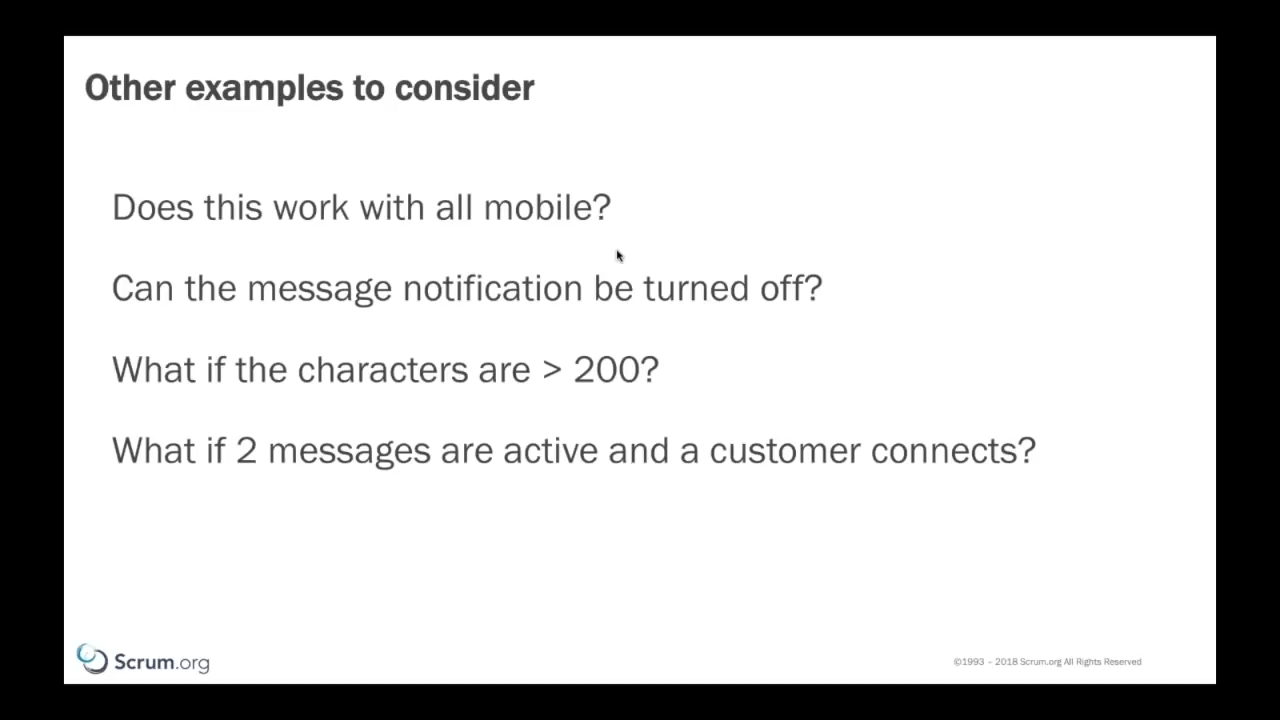 Other examples to consider
Does this work with all mobile?
Can the message notification be turned off?
What if the characters are > 200?
What if 2 messages are active and a customer connects?
Scrum.org
©1993 – 2018 Scrum.org All Rights Reserved